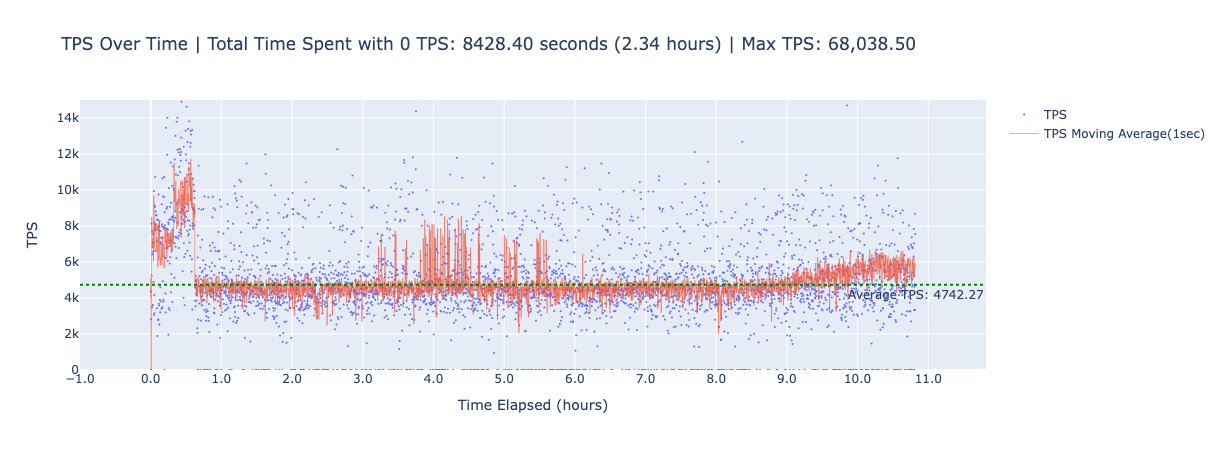 TPS Over Time | Total Time Spent with 0 TPS: 8428.40 seconds (2.34 hours) | Max TPS: 68,038.50
TPS
TPS Moving Average(1sec)
14k
12k
10k
8k
6k
4k
2k
0
TPS
Average TPS: 4742.27
−1.0 0.0 1.0 2.0 3.0 4.0 5.0 6.0 7.0 8.0 9.0 10.0 11.0
Time Elapsed (hours)